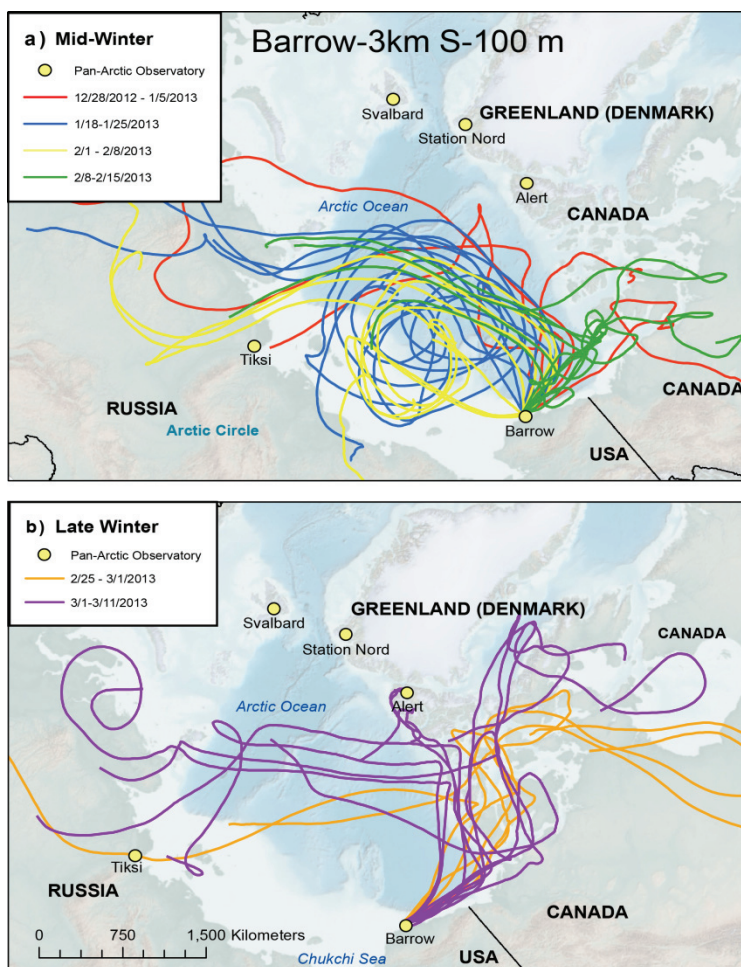 a) Mid-Winter
Barrow-3km S-100 m
Pan-Arctic Observatory
12/28/2012 - 1/5/2013
1/18-1/25/2013
2/1 - 2/8/2013
2/8-2/15/2013
Svalbard
GREENLAND (DENMARK)
Station Nord
Alert
Arctic Ocean
CANADA
Tiksi
RUSSIA
CANADA
Arctic Circle
Barrow
USA
b) Late Winter
Pan-Arctic Observatory
2/25 - 3/1/2013
3/1-3/11/2013
Svalbard
GREENLAND (DENMARK)
Station Nord
CANADA
Alert
Arctic Ocean
Tiksi
RUSSIA
CANADA
Barrow
0 750 1,500 Kilometers
Chukchi Sea
USA